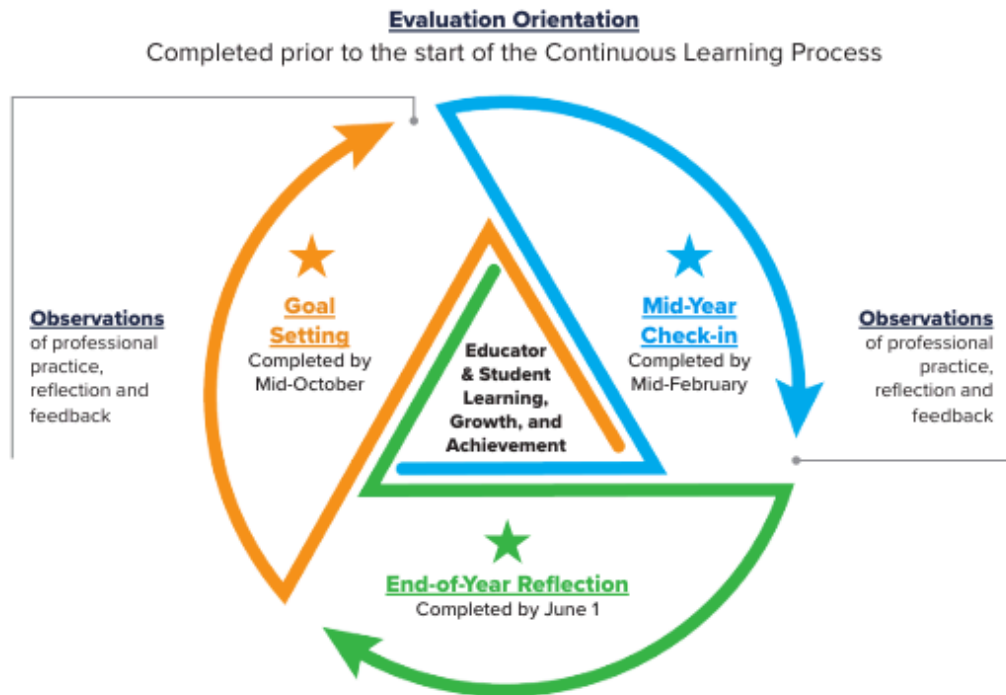 Evaluation Orientation
Completed prior to the start of the Continuous Learning Process
Goal
Setting
Completed by
Mid-October
Mid-Year
Check-in
Completed by
Mid-February
Observations
of professional
practice,
reflection and
feedback
Educator
& Student
Learning,
Growth, and
Achievement
Observations
of professional
practice,
reflection and
feedback
End-of-Year Reflection
Completed by June 1